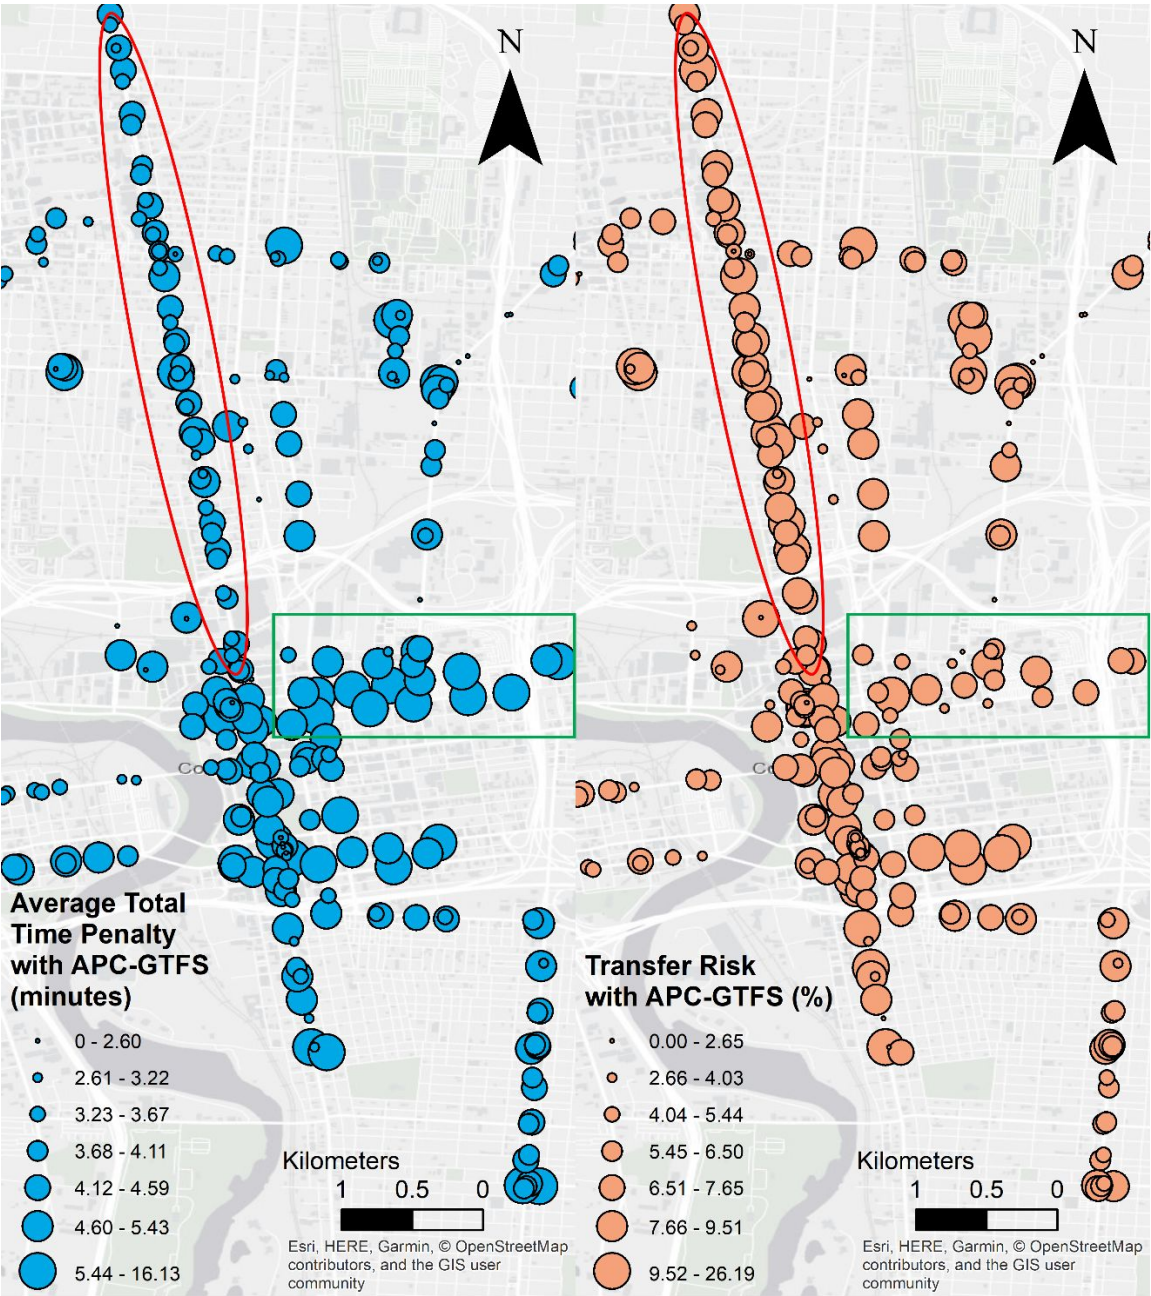 N
N
Co
Co
Average Total
Time Penalty
with APC-GTFS
(minutes)
0 - 2.60
2.61 - 3.22
3.23 - 3.67
3.68 - 4.11
4.12 - 4.59
4.60 - 5.43
5.44 - 16.13
Kilometers
1 0.5 0
Esri, HERE, Garmin, © OpenStreetMap
contributors, and the GIS user
community
Transfer Risk
with APC-GTFS (%)
0.00 - 2.65
2.66 - 4.03
4.04 - 5.44
5.45 - 6.50
6.51 - 7.65
7.66 - 9.51
9.52 - 26.19
Kilometers
1 0.5 0
Esri, HERE, Garmin, © OpenStreetMap
contributors, and the GIS user
community